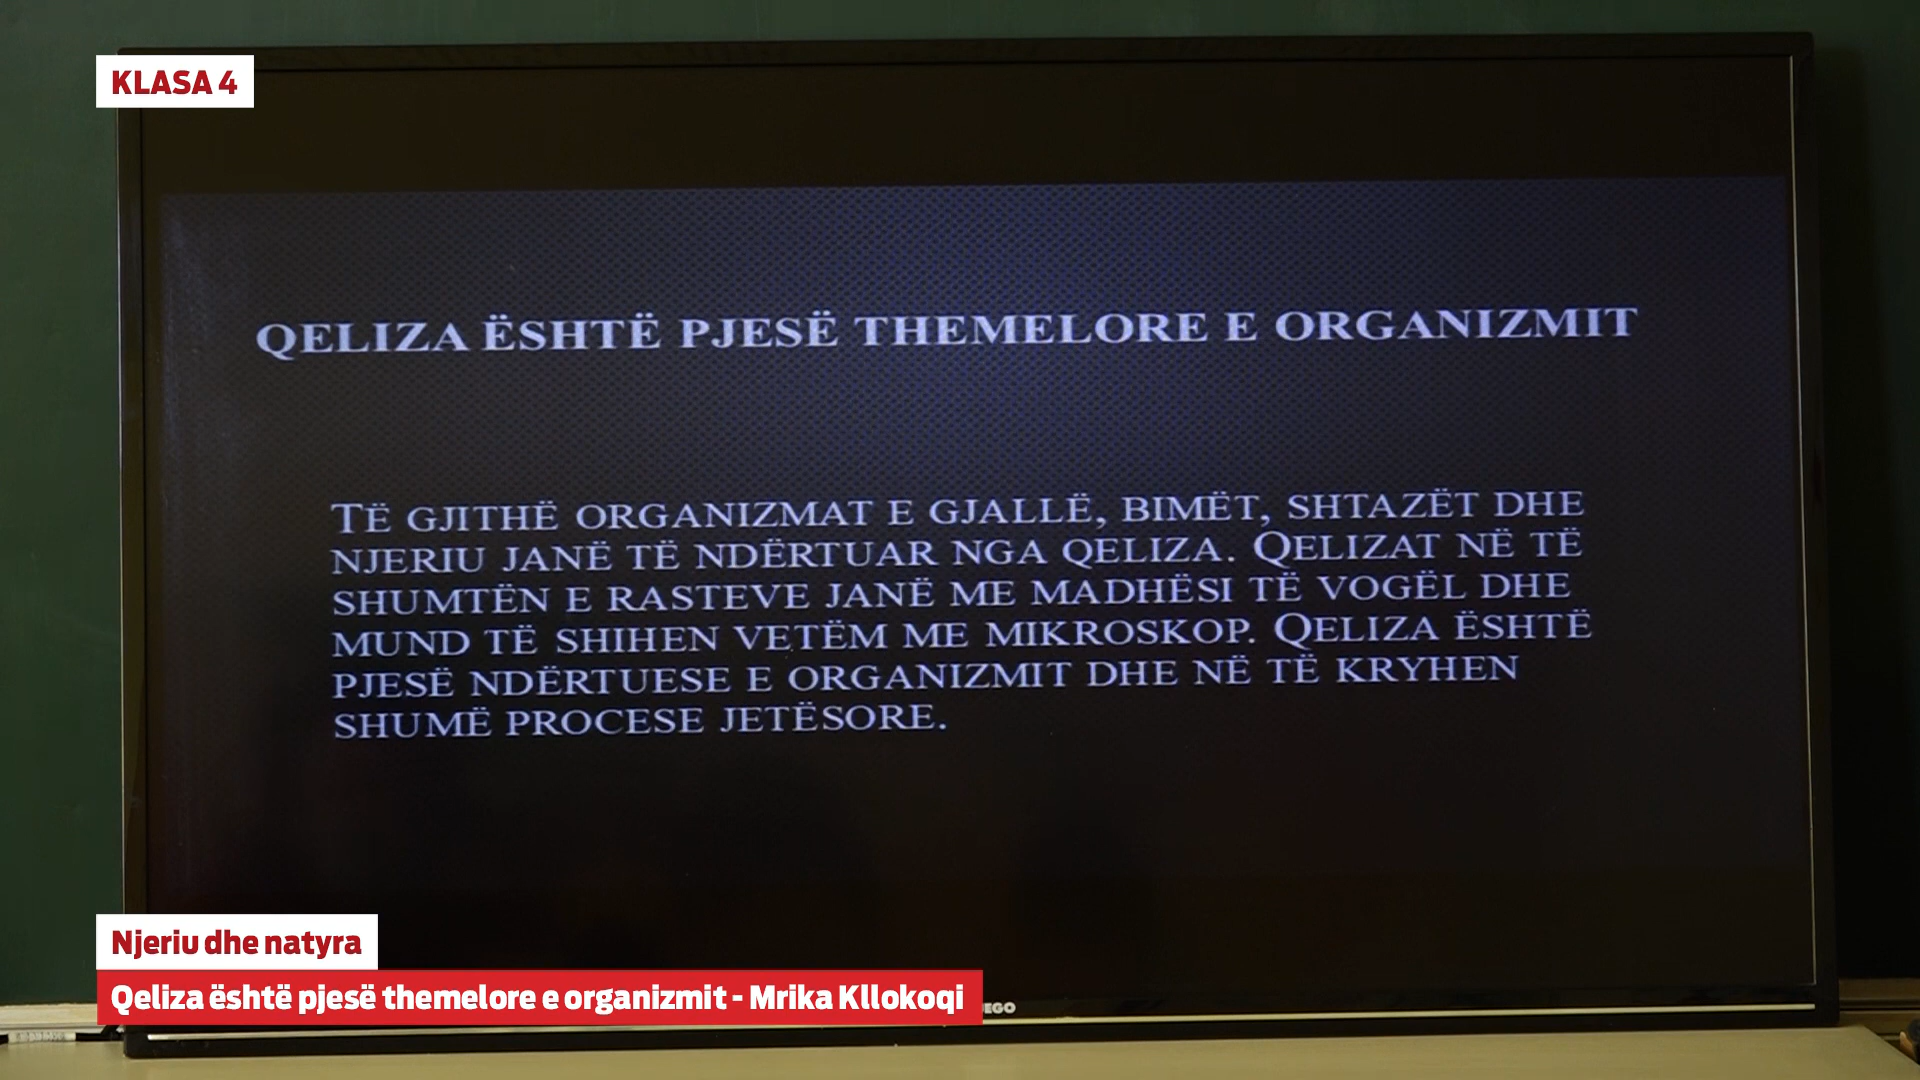 KLASA 4
QELIZA ËSHTË PJESË THEMELORE E ORGANIZMIT
TË GJITHË ORGANIZMAT E GJALLË, BIMËT, SHTAZËT DHE
NJERIU JANË TË NDËRTUAR NGA QELIZA. QELIZAT NË TË
SHUMTËN E RASTEVE JANË ME MADHËSI TË VOGËL DHE
MUND TË SHIHEN VETËM ME MIKROSKOP. QELIZA ËSHTË
PJESË NDËRTUESE E ORGANIZMIT DHE NË TË KRYHEN
SHUMË PROCESE JETËSORE.
Njeriu dhe natyra
Qeliza është pjesë themelore e organizmit - Mrika Kllokoqi